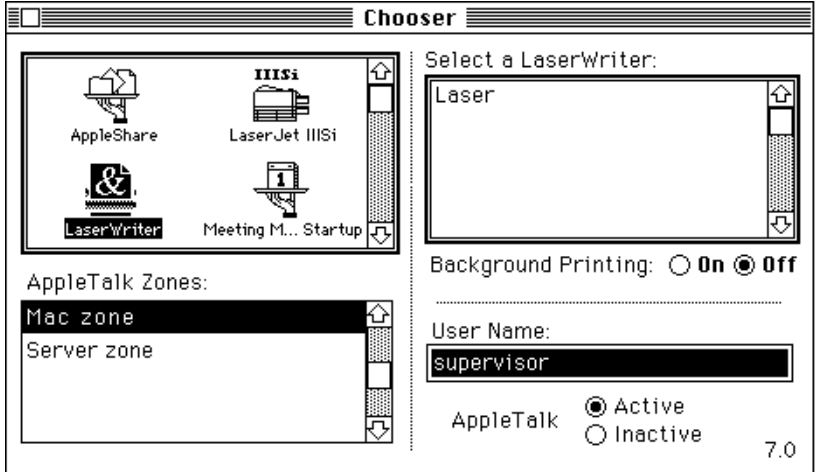 Chooser
IIISi
AppleShare
LaserJet IIISi
1
&
LaserWriter
Meeting M... Startup
AppleTalk Zones:
Mac zone
Server zone
Select a LaserWriter:
Laser
Background Printing: On Off
User Name:
supervisor
AppleTalk
Active
Inactive
7.0